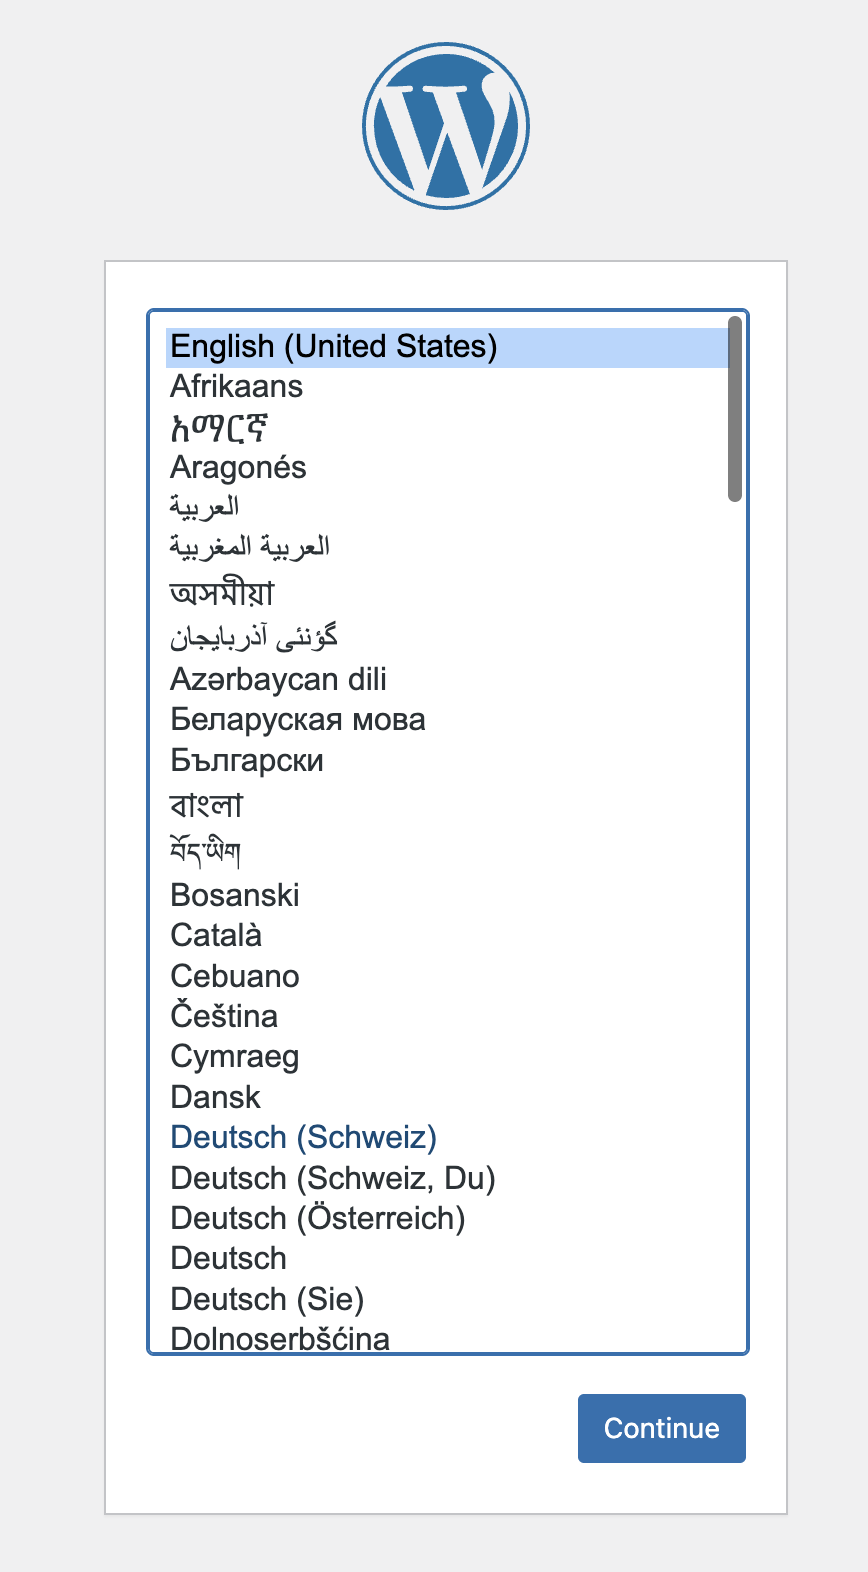 English (United States)
Afrikaans
አማርኛ
Aragonés
العربية
العربية المغربية
অসমীয়া
گؤنئی آذربایجان
Azərbaycan dili
Беларуская мова
Български
বাংলা
བོད་ཡིག
Bosanski
Català
Cebuano
Čeština
Cymraeg
Dansk
Deutsch (Schweiz)
Deutsch (Schweiz, Du)
Deutsch (Österreich)
Deutsch
Deutsch (Sie)
Dolnoserbšćina
Continue